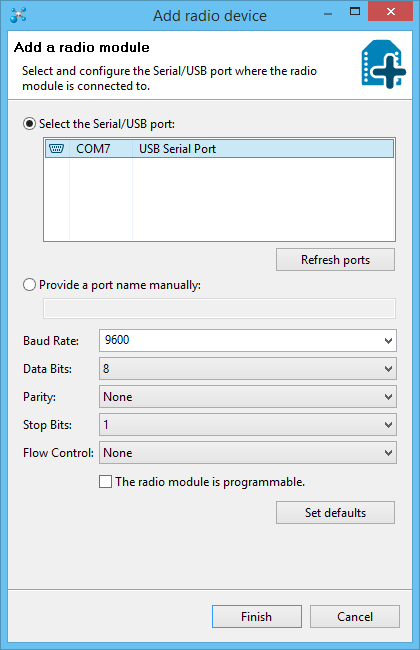 Add radio device
Add a radio module
Select and configure the Serial/USB port where the radio
module is connected to.
Select the Serial/USB port:
COM7 USB Serial Port
Refresh ports
Provide a port name manually:
Baud Rate: 9600
Data Bits: 8
Parity: None
Stop Bits: 1
Flow Control: None
The radio module is programmable.
Set defaults
Finish Cancel